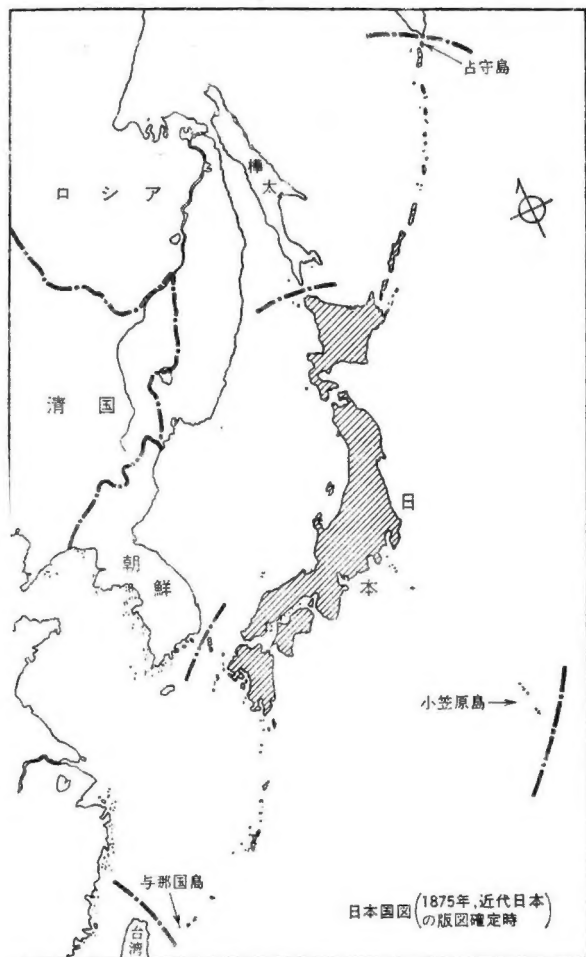 占守島
樺太
ロシア
清国
朝鮮
日本
小笠原島
与那国島
台湾
日本国図(1875年,近代日本
の版図確定時)